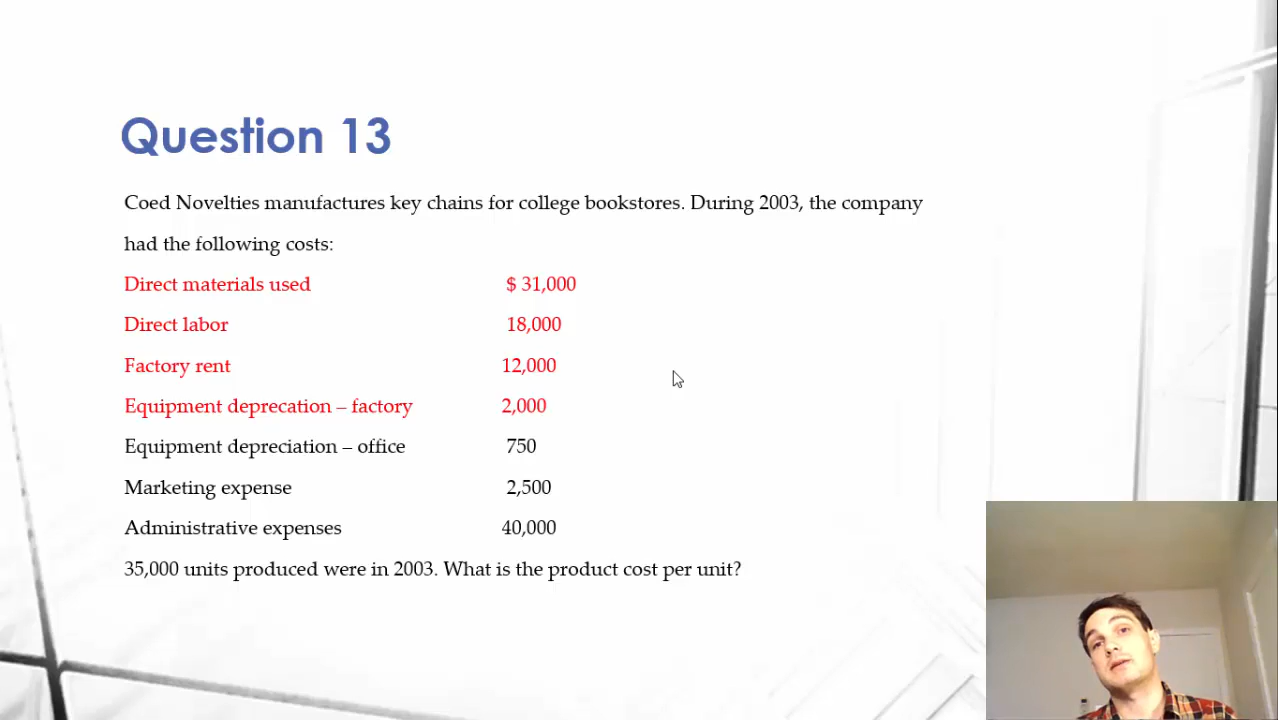 Question 13
Coed Novelties manufactures key chains for college bookstores. During 2003, the company
had the following costs:
Direct materials used $ 31,000
Direct labor 18,000
Factory rent 12,000
Equipment deprecation – factory 2,000
Equipment depreciation – office 750
Marketing expense 2,500
Administrative expenses 40,000
35,000 units produced were in 2003. What is the product cost per unit?